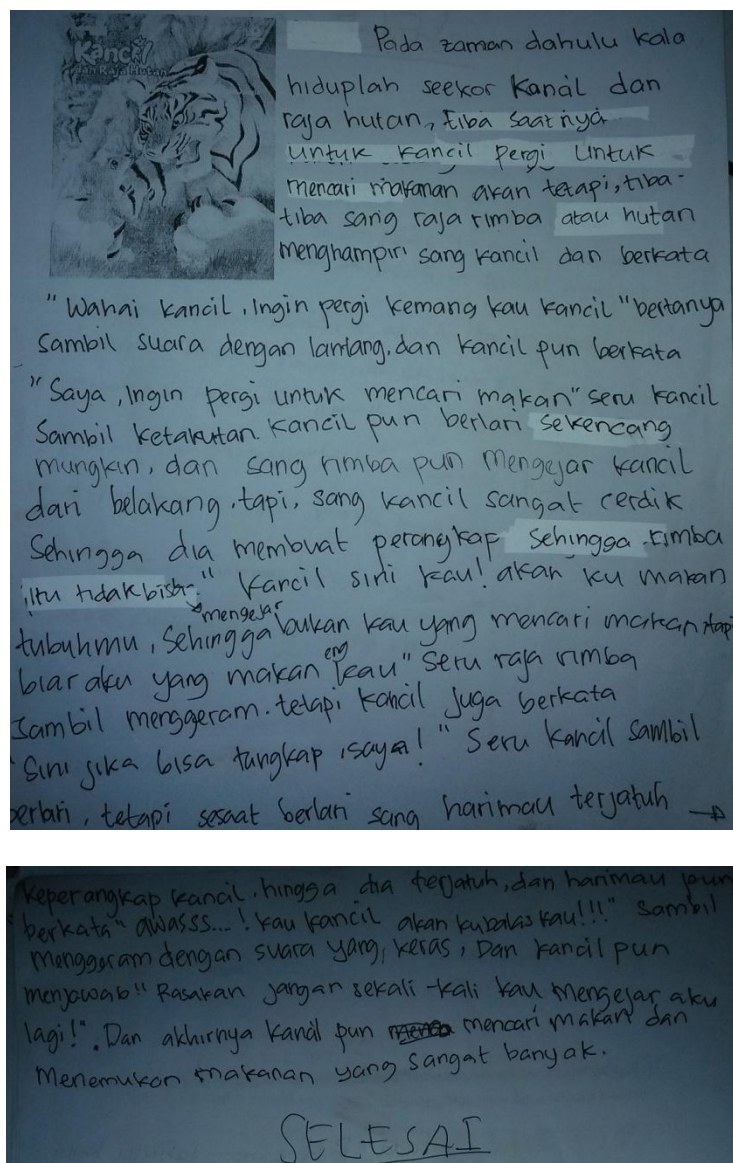 Kancil
dan Raja Hutan
Pada zaman dahulu kala
hiduplah seekor Kancil dan
raja hutan, tiba saatnya
untuk kancil pergi untuk
mencari makanan akan tetapi, tiba-
tiba sang raja rimba atau hutan
menghampiri sang kancil dan berkata
"Wahai kancil, Ingin pergi kemana kau kancil" bertanya
sambil suara dengan lantang. dan kancil pun berkata
"Saya, Ingin pergi untuk mencari makan" seru kancil
sambil ketakutan. Kancil pun berlari sekencang
mungkin, dan sang rimba pun mengejar kancil
dari belakang. tapi, sang kancil sangat cerdik
Sehingga dia membuat perangkap sehingga rimba
itu tidak bisa mengejar." Kancil sini kau! akan ku makan
tubuhmu, Sehingga bukan kau yang mencari makan tapi
biar aku yang makan engkau" seru raja rimba
sambil menggeram. tetapi kancil juga berkata
"Sini jika bisa tangkap, saya!" Seru kancil sambil
berlari, tetapi sesaat berlari sang harimau terjatuh →
keperangkap kancil, hingga dia terjatuh, dan harimau pun
berkata" awasss...! kau kancil akan kubalas kau!!!" Sambil
menggeram dengan suara yang, keras, Dan kancil pun
menjawab" Rasakan jangan sekali-kali kau mengejar aku
lagi!". Dan akhirnya kancil pun mencari makan dan
menemukan makanan yang sangat banyak.
SELESAI